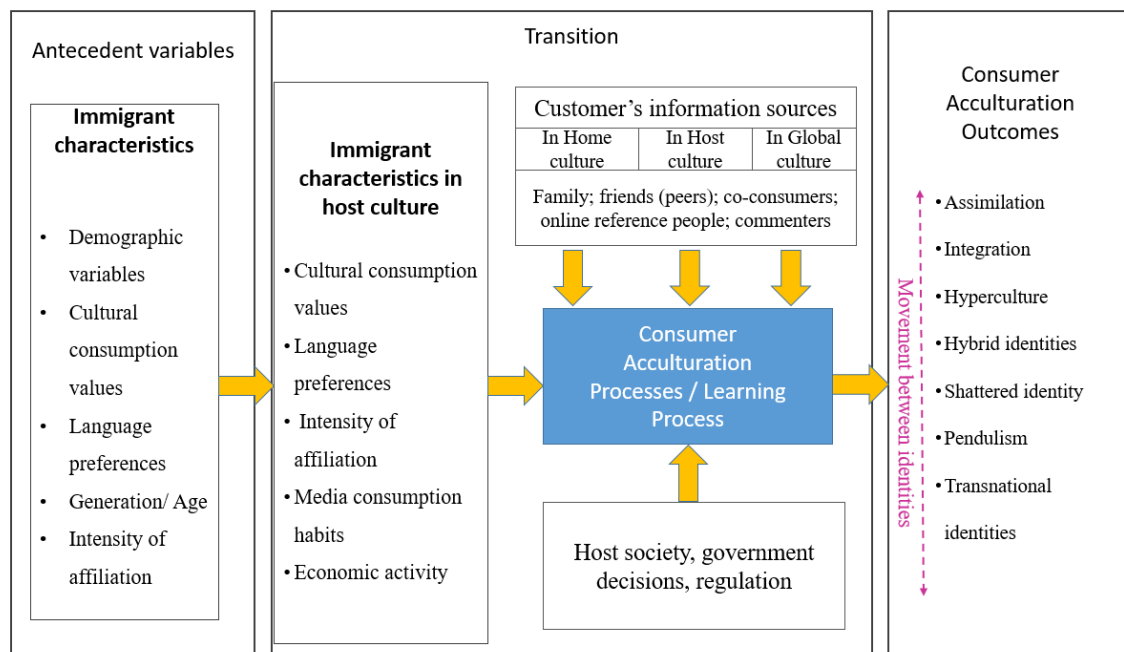 Antecedent variables
Immigrant
characteristics
• Demographic
variables
• Cultural
consumption
values
• Language
preferences
• Generation/ Age
• Intensity of
affiliation
Transition
Immigrant
characteristics in
host culture
• Cultural consumption
values
• Language
preferences
• Intensity of
affiliation
• Media consumption
habits
• Economic activity
Customer’s information sources
In Home
culture
In Host
culture
In Global
culture
Family; friends (peers); co-consumers;
online reference people; commenters
Consumer
Acculturation
Processes / Learning
Process
Host society, government
decisions, regulation
Consumer
Acculturation
Outcomes
Movement between identities
• Assimilation
• Integration
• Hyperculture
• Hybrid identities
• Shattered identity
• Pendulism
• Transnational
identities